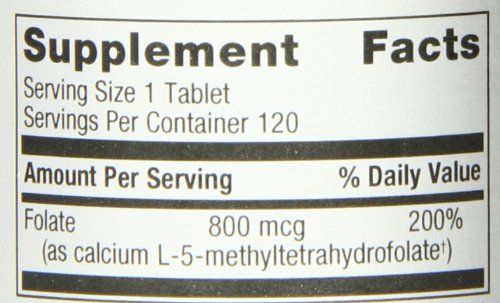 Supplement Facts
Serving Size 1 Tablet
Servings Per Container 120
Amount Per Serving % Daily Value
Folate 800 mcg 200%
(as calcium L-5-methyltetrahydrofolate†)